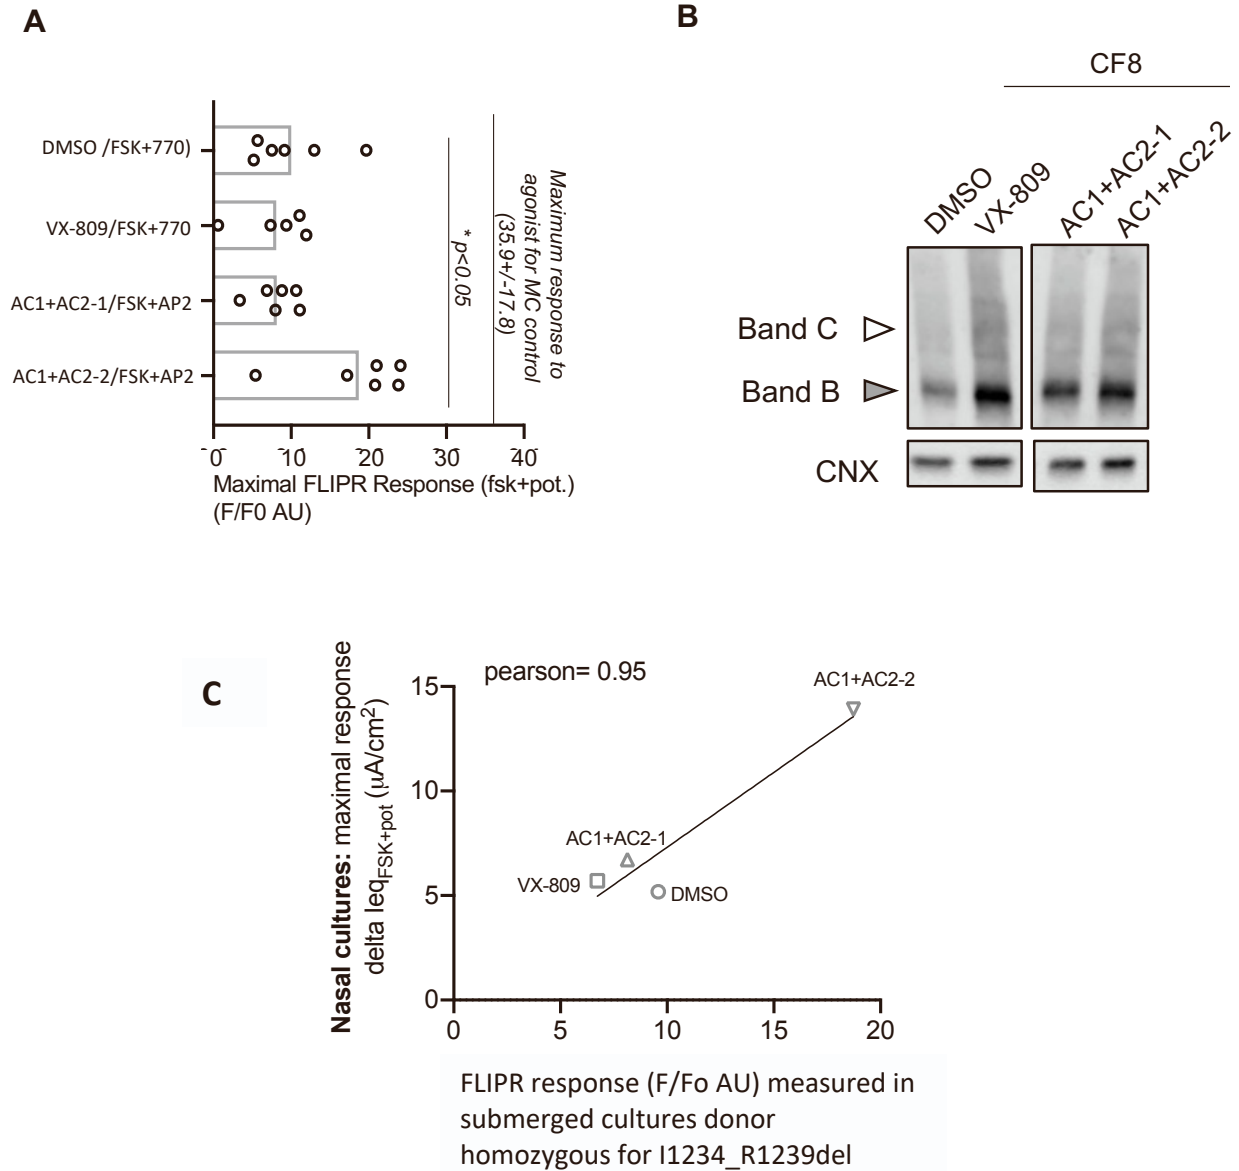 A
DMSO /FSK+770)
VX-809/FSK+770
AC1+AC2-1/FSK+AP2
AC1+AC2-2/FSK+AP2
0 10 20 30 40
Maximal FLIPR Response (fsk+pot.)
(F/F0 AU)
* p<0.05
Maximum response to
agonist for MC control
(35.9+/-17.8)
B
CF8
DMSO
VX-809
AC1+AC2-1
AC1+AC2-2
Band C
Band B
CNX
C
pearson= 0.95
Nasal cultures: maximal response
delta Ieq FSK+pot (µA/cm²)
15
10
5
0
AC1+AC2-2
AC1+AC2-1
VX-809
DMSO
0 5 10 15 20
FLIPR response (F/Fo AU) measured in
submerged cultures donor
homozygous for I1234_R1239del